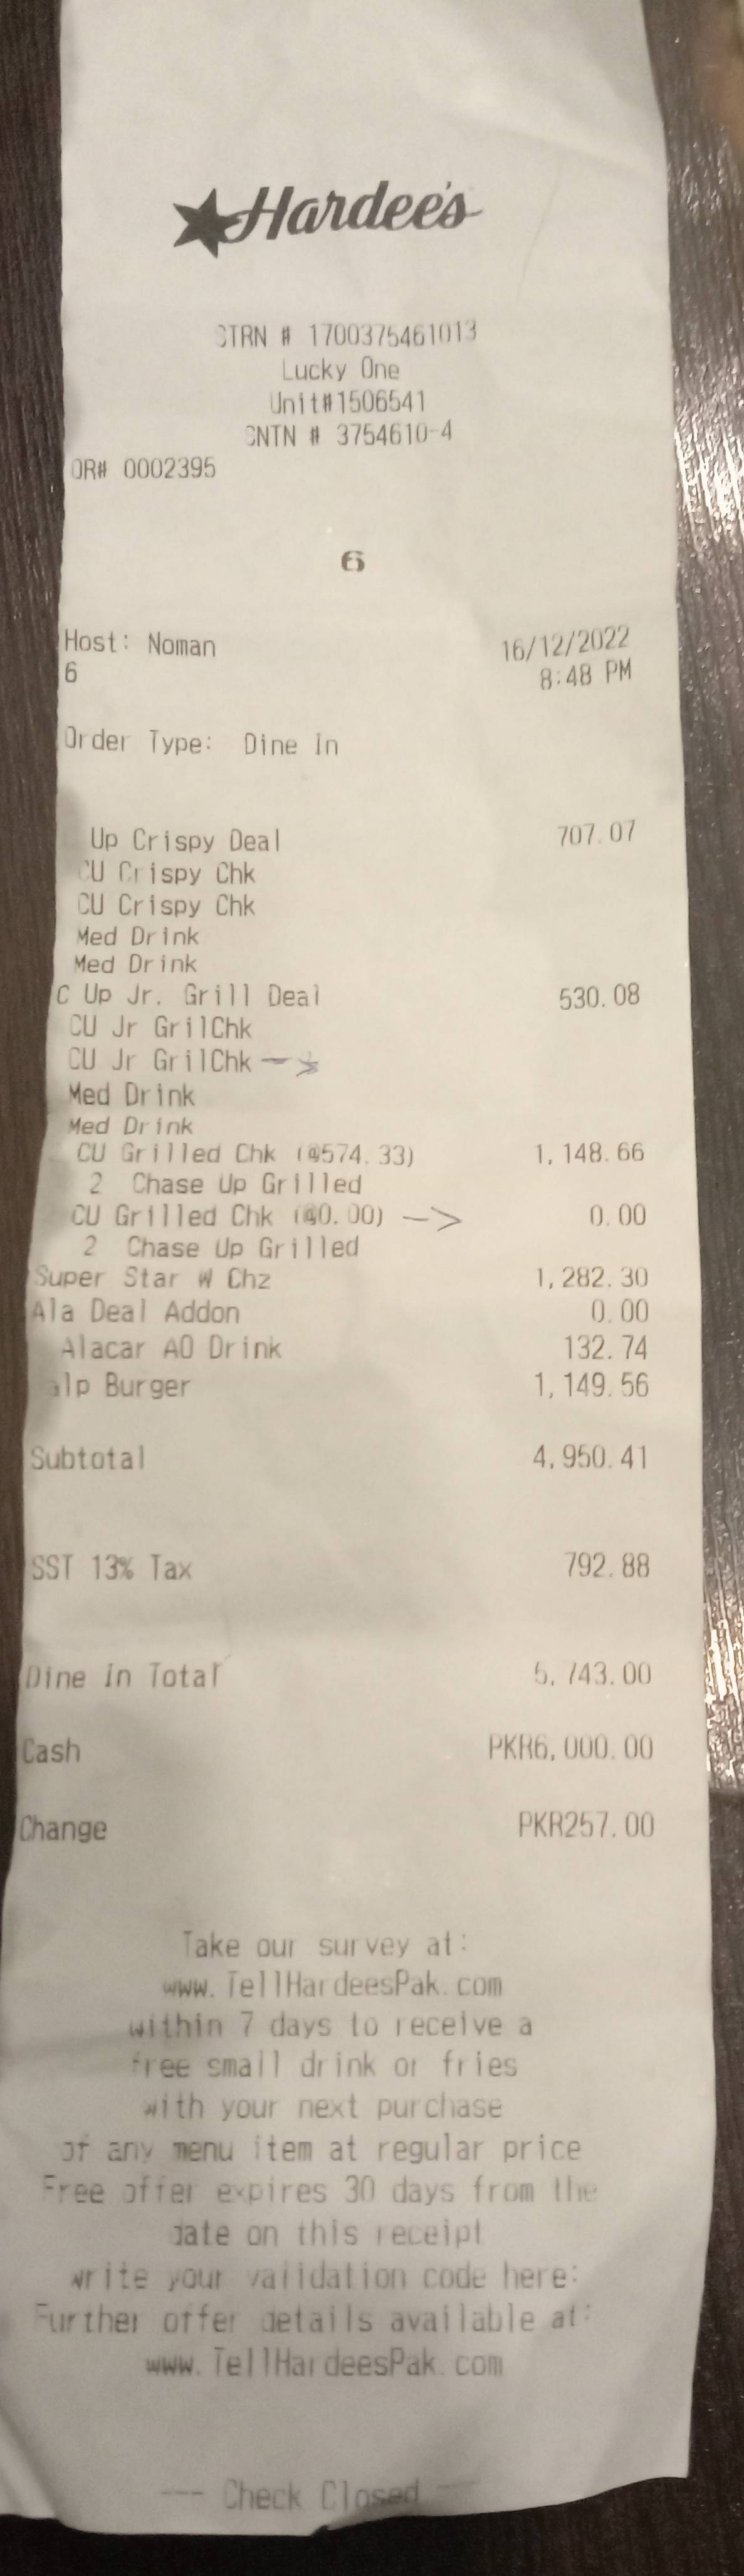 Hardee's
STRN # 1700375461013
Lucky One
Unit#1506541
CNTN # 3754610-4
OR# 0002395
6
Host: Noman 16/12/2022
6 8:48 PM
Order Type: Dine In
Up Crispy Deal 707.07
CU Crispy Chk
CU Crispy Chk
Med Drink
Med Drink
C Up Jr. Grill Deal 530.08
CU Jr GrilChk
CU Jr GrilChk
Med Drink
Med Drink
CU Grilled Chk (@574.33) 1,148.66
2 Chase Up Grilled
CU Grilled Chk (@0.00) 0.00
2 Chase Up Grilled
Super Star W Chz 1,282.30
Ala Deal Addon 0.00
Alacar AO Drink 132.74
alp Burger 1,149.56
Subtotal 4,950.41
SST 13% Tax 792.88
Dine in Total 5,743.00
Cash PKR6,000.00
Change PKR257.00
Take our survey at:
www.TellHardeesPak.com
within 7 days to receive a
free small drink or fries
with your next purchase
of any menu item at regular price
Free offer expires 30 days from the
date on this receipt
write your validation code here:
Further offer details available at:
www.TellHardeesPak.com
--- Check Closed ---